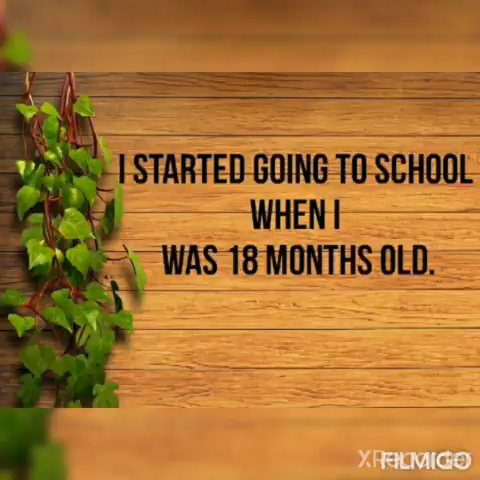 I STARTED GOING TO SCHOOL
WHEN I
WAS 18 MONTHS OLD.
FILMIGO